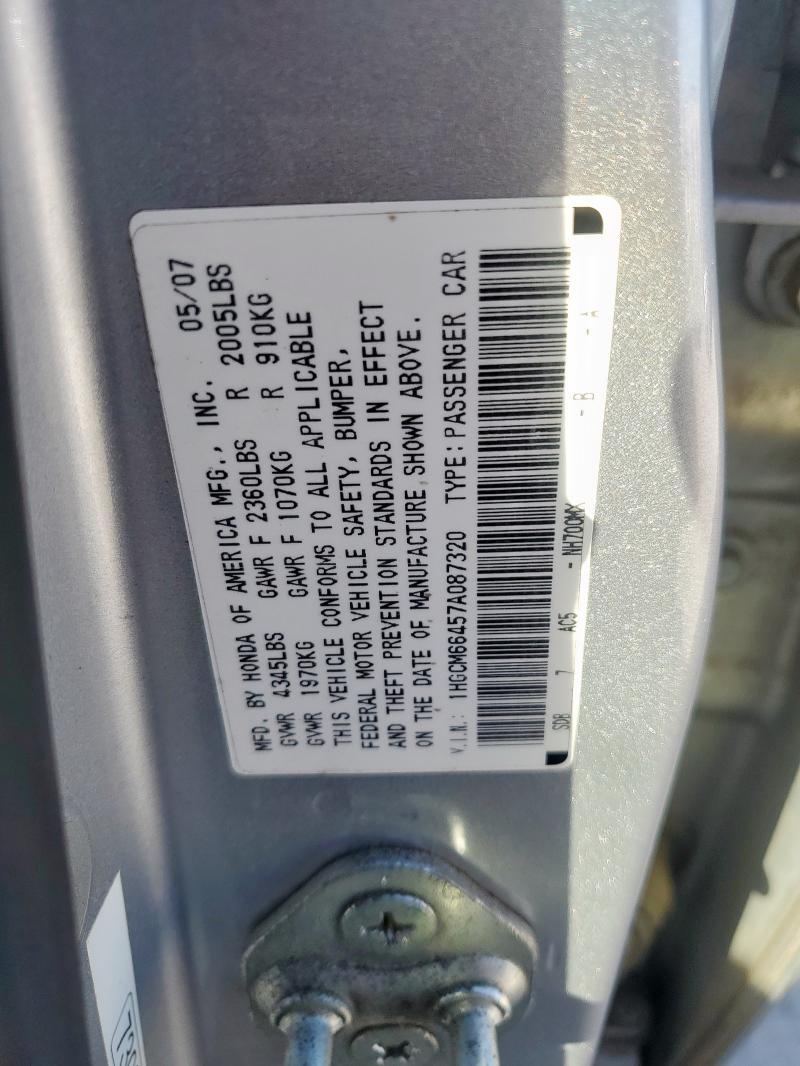 MFD. BY HONDA OF AMERICA MFG., INC. 05/07
GVWR 4345LBS GAWR F 2360LBS R 2005LBS
GVWR 1970KG GAWR F 1070KG R 910KG
THIS VEHICLE CONFORMS TO ALL APPLICABLE
FEDERAL MOTOR VEHICLE SAFETY, BUMPER,
AND THEFT PREVENTION STANDARDS IN EFFECT
ON THE DATE OF MANUFACTURE SHOWN ABOVE.
V.I.N.: 1HGCM66457A087320 TYPE: PASSENGER CAR
SDB 7 AC5 - NH700MX - B - A